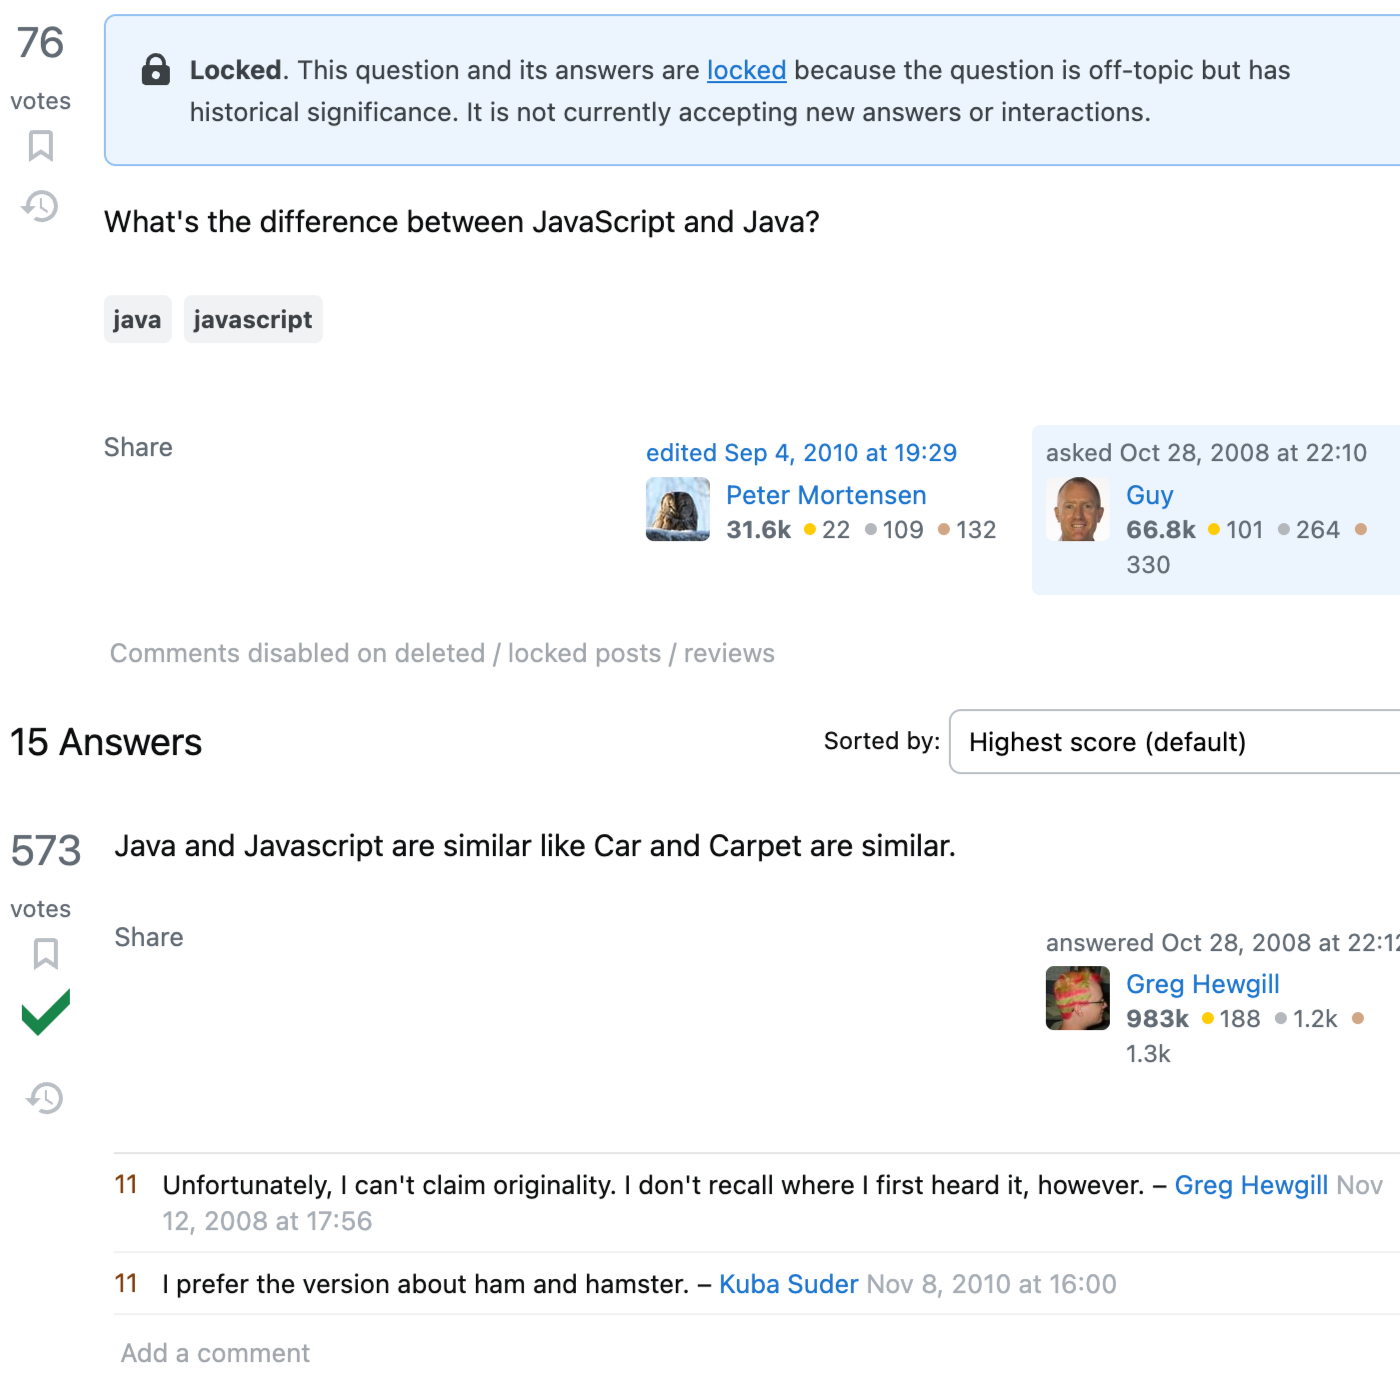 76
votes
Locked. This question and its answers are locked because the question is off-topic but has
historical significance. It is not currently accepting new answers or interactions.
What's the difference between JavaScript and Java?
java javascript
Share
edited Sep 4, 2010 at 19:29
Peter Mortensen
31.6k 22 109 132
asked Oct 28, 2008 at 22:10
Guy
66.8k 101 264
330
Comments disabled on deleted / locked posts / reviews
15 Answers
Sorted by: Highest score (default)
573
votes
Java and Javascript are similar like Car and Carpet are similar.
Share
answered Oct 28, 2008 at 22:12
Greg Hewgill
983k 188 1.2k
1.3k
11 Unfortunately, I can't claim originality. I don't recall where I first heard it, however. – Greg Hewgill Nov
12, 2008 at 17:56
11 I prefer the version about ham and hamster. – Kuba Suder Nov 8, 2010 at 16:00
Add a comment